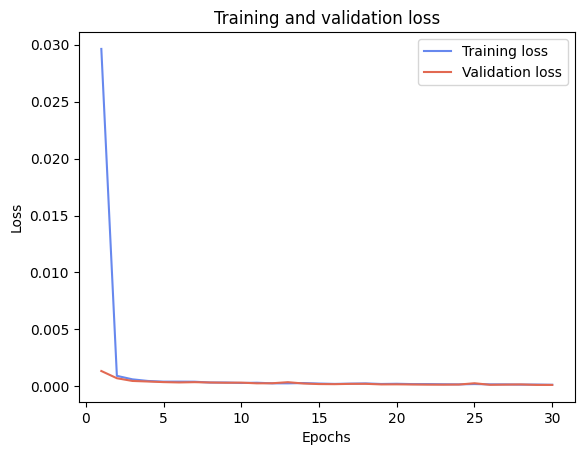 Training and validation loss
Training loss
Validation loss
0.030
0.025
0.020
0.015
0.010
0.005
0.000
Loss
0 5 10 15 20 25 30
Epochs